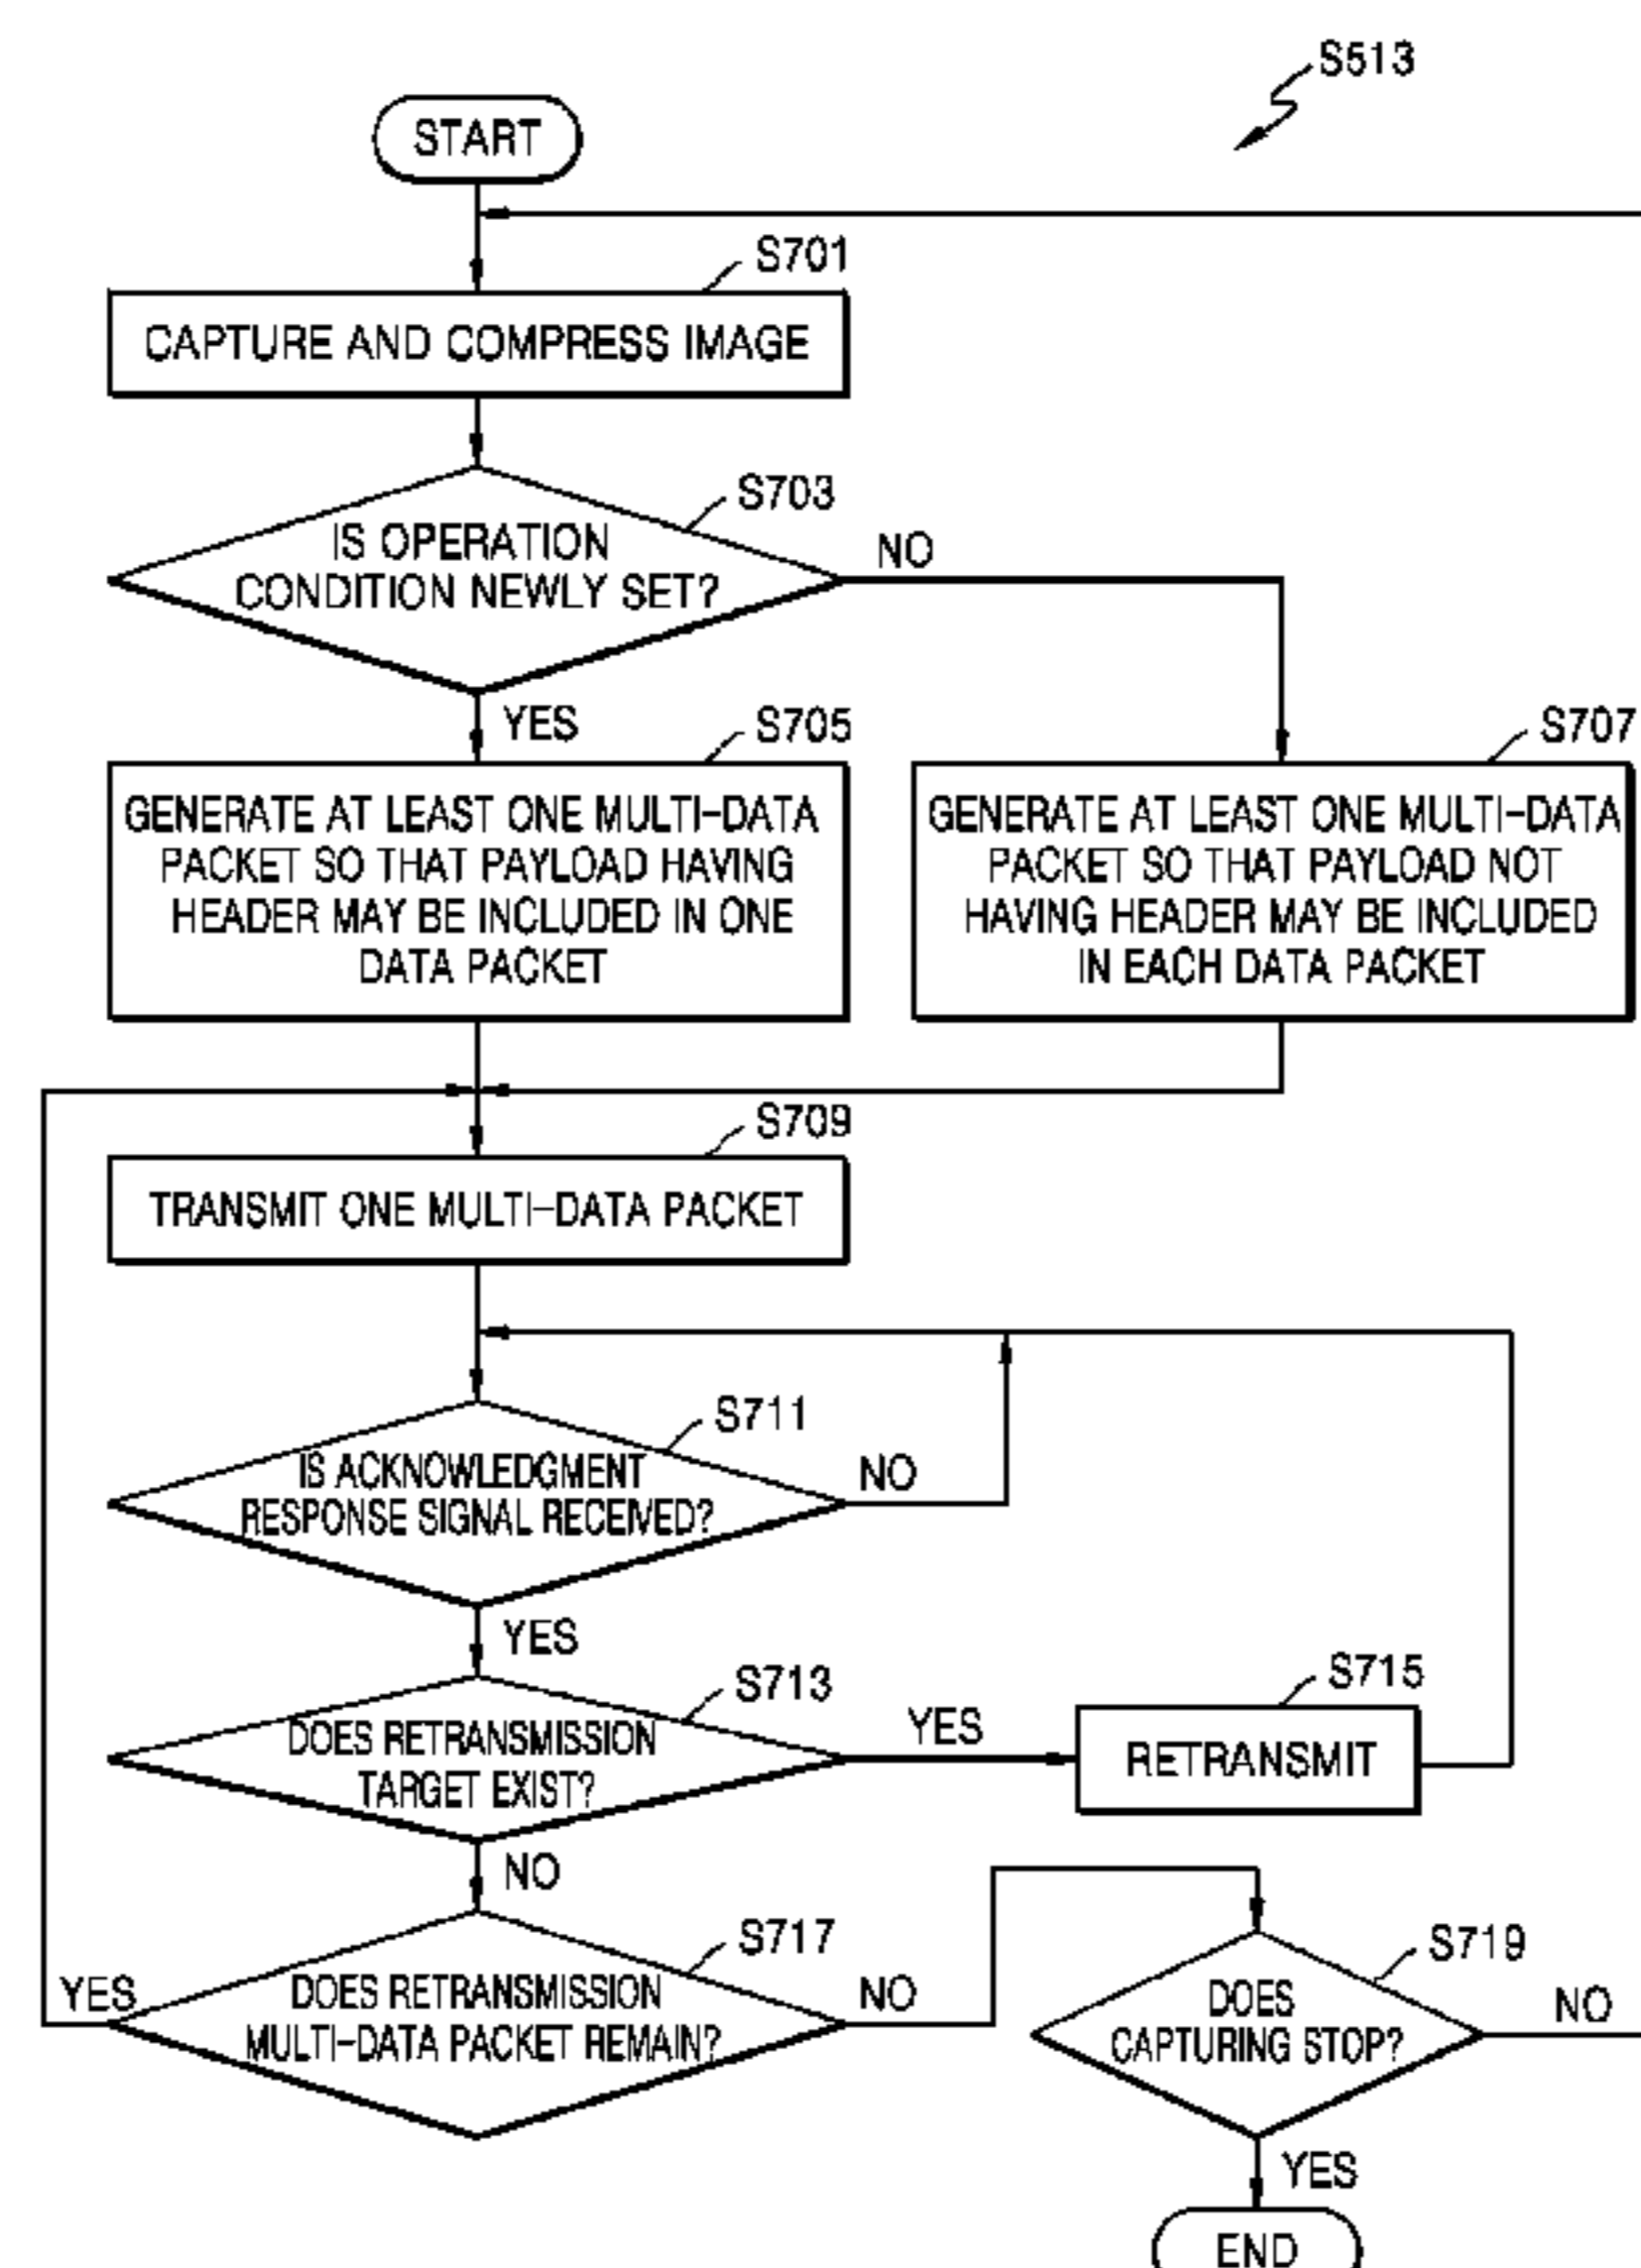 S513
START
S701
CAPTURE AND COMPRESS IMAGE
S703
IS OPERATION
CONDITION NEWLY SET?
NO
YES
S705
GENERATE AT LEAST ONE MULTI-DATA
PACKET SO THAT PAYLOAD HAVING
HEADER MAY BE INCLUDED IN ONE
DATA PACKET
S707
GENERATE AT LEAST ONE MULTI-DATA
PACKET SO THAT PAYLOAD NOT
HAVING HEADER MAY BE INCLUDED
IN EACH DATA PACKET
S709
TRANSMIT ONE MULTI-DATA PACKET
S711
IS ACKNOWLEDGMENT
RESPONSE SIGNAL RECEIVED?
NO
YES
S713
DOES RETRANSMISSION
TARGET EXIST?
YES
S715
RETRANSMIT
NO
S717
DOES RETRANSMISSION
MULTI-DATA PACKET REMAIN?
YES
NO
S719
DOES
CAPTURING STOP?
NO
YES
END